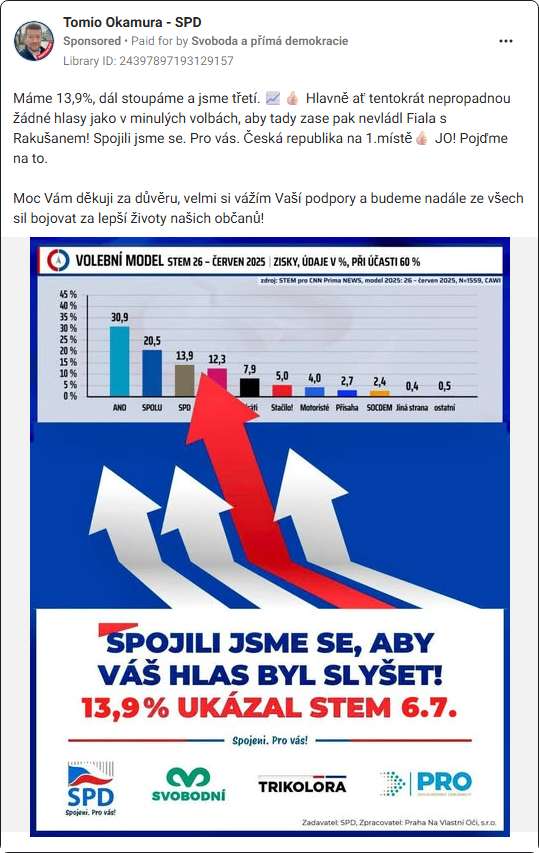 Tomio Okamura - SPD
Sponsored • Paid for by Svoboda a přímá demokracie
Library ID: 24397897193129157
Máme 13,9%, dál stoupáme a jsme třetí. 📈👍🏻 Hlavně ať tentokrát nepropadnou
žádné hlasy jako v minulých volbách, aby tady zase pak nevládl Fiala s
Rakušanem! Spojili jsme se. Pro vás. Česká republika na 1.místě👍🏻 JO! Pojďme
na to.
Moc Vám děkuji za důvěru, velmi si vážím Vaší podpory a budeme nadále ze všech
sil bojovat za lepší životy našich občanů!
VOLEBNÍ MODEL STEM 26 – ČERVEN 2025 | ZISKY, ÚDAJE V %, PŘI ÚČASTI 60 %
zdroj: STEM pro CNN Prima NEWS, model 2025: 26 – červen 2025, N=1559, CAWI
45 %
40 %
35 %
30 %
25 %
20 %
15 %
10 %
5 %
0 %
30,9 20,5 13,9 12,3 7,9 5,0 4,0 2,7 2,4 0,4 0,5
ANO SPOLU SPD Stačilo! Motoristé Přísaha SOCDEM Jiná strana ostatní
SPOJILI JSME SE, ABY
VÁŠ HLAS BYL SLYŠET!
13,9% UKÁZAL STEM 6.7.
Spojeni. Pro vás!
SPD
Spojeni. Pro vás!
SVOBODNÍ
TRIKOLORA
PRO
Zadavatel: SPD, Zpracovatel: Praha Na Vlastní Oči, s.r.o.